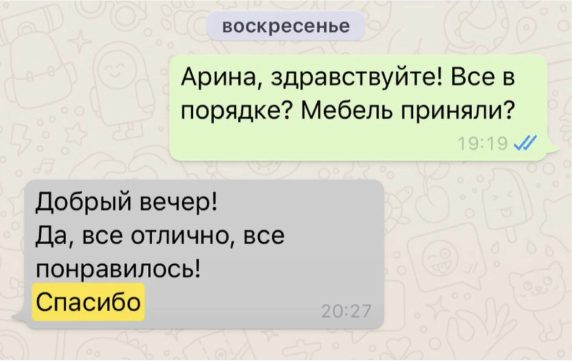 воскресенье
Арина, здравствуйте! Все в
порядке? Мебель приняли?
19:19
Добрый вечер!
Да, все отлично, все
понравилось!
Спасибо
20:27